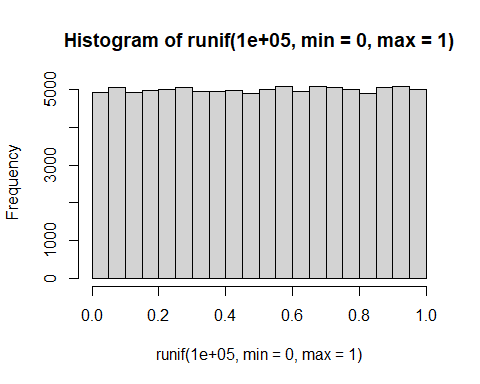 Histogram of runif(1e+05, min = 0, max = 1)
Frequency
5000
3000
1000
0
0.0 0.2 0.4 0.6 0.8 1.0
runif(1e+05, min = 0, max = 1)